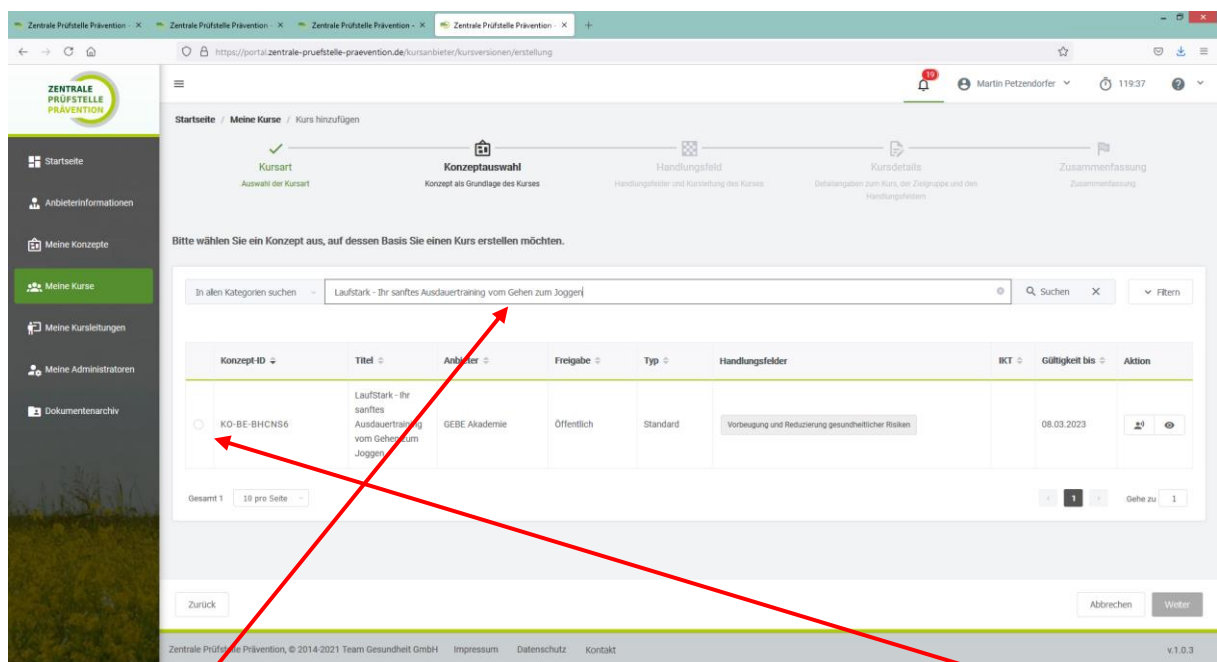 Zentrale Prüfstelle Prävention - × Zentrale Prüfstelle Prävention - × Zentrale Prüfstelle Prävention - × Zentrale Prüfstelle Prävention - × +
https://portal.zentrale-pruefstelle-praevention.de/kursanbieter/kursversionen/erstellung
ZENTRALE
PRÜFSTELLE
PRÄVENTION
19
Martin Petzendorfer
119:37
Startseite / Meine Kurse / Kurs hinzufügen
Startseite
Anbieterinformationen
Meine Konzepte
Meine Kurse
Meine Kursleitungen
Meine Administratoren
Dokumentenarchiv
Kursart
Auswahl der Kursart
Konzeptauswahl
Konzept als Grundlage des Kurses
Handlungsfeld
Handlungsfelder und Kursleitung des Kurses
Kursdetails
Detailangaben zum Kurs, der Zielgruppe und den
Handlungsfeldern
Zusammenfassung
Zusammenfassung
Bitte wählen Sie ein Konzept aus, auf dessen Basis Sie einen Kurs erstellen möchten.
In allen Kategorien suchen Laufstark - Ihr sanftes Ausdauertraining vom Gehen zum Joggen Suchen Filtern
Konzept-ID Titel Anbieter Freigabe Typ Handlungsfelder IKT Gültigkeit bis Aktion
KO-BE-BHCNS6
LaufStark - Ihr
sanftes
Ausdauertraining
vom Gehen zum
Joggen
GEBE Akademie Öffentlich Standard Vorbeugung und Reduzierung gesundheitlicher Risiken 08.03.2023
Gesamt 1 10 pro Seite 1 Gehe zu 1
Zurück Abbrechen Weiter
Zentrale Prüfstelle Prävention, © 2014-2021 Team Gesundheit GmbH Impressum Datenschutz Kontakt v.1.0.3